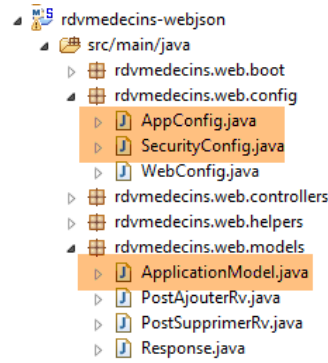 rdvmedecins-webjson
src/main/java
rdvmedecins.web.boot
rdvmedecins.web.config
AppConfig.java
SecurityConfig.java
WebConfig.java
rdvmedecins.web.controllers
rdvmedecins.web.helpers
rdvmedecins.web.models
ApplicationModel.java
PostAjouterRv.java
PostSupprimerRv.java
Response.java